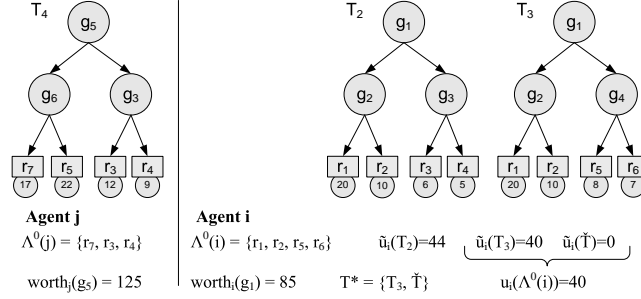 T4 g5 T2 g1 T3 g1
g6 g3 g2 g3 g2 g4
r7 r5 r3 r4 r1 r2 r3 r4 r1 r2 r5 r6
17 22 12 9 20 10 6 5 20 10 8 7
Agent j Agent i
Λ⁰(j) = {r7, r3, r4} Λ⁰(i) = {r1, r2, r5, r6} ũi(T2)=44 ũi(T3)=40 ũi(Ť)=0
worthj(g5) = 125 worthi(g1) = 85 T* = {T3, Ť} ui(Λ⁰(i))=40